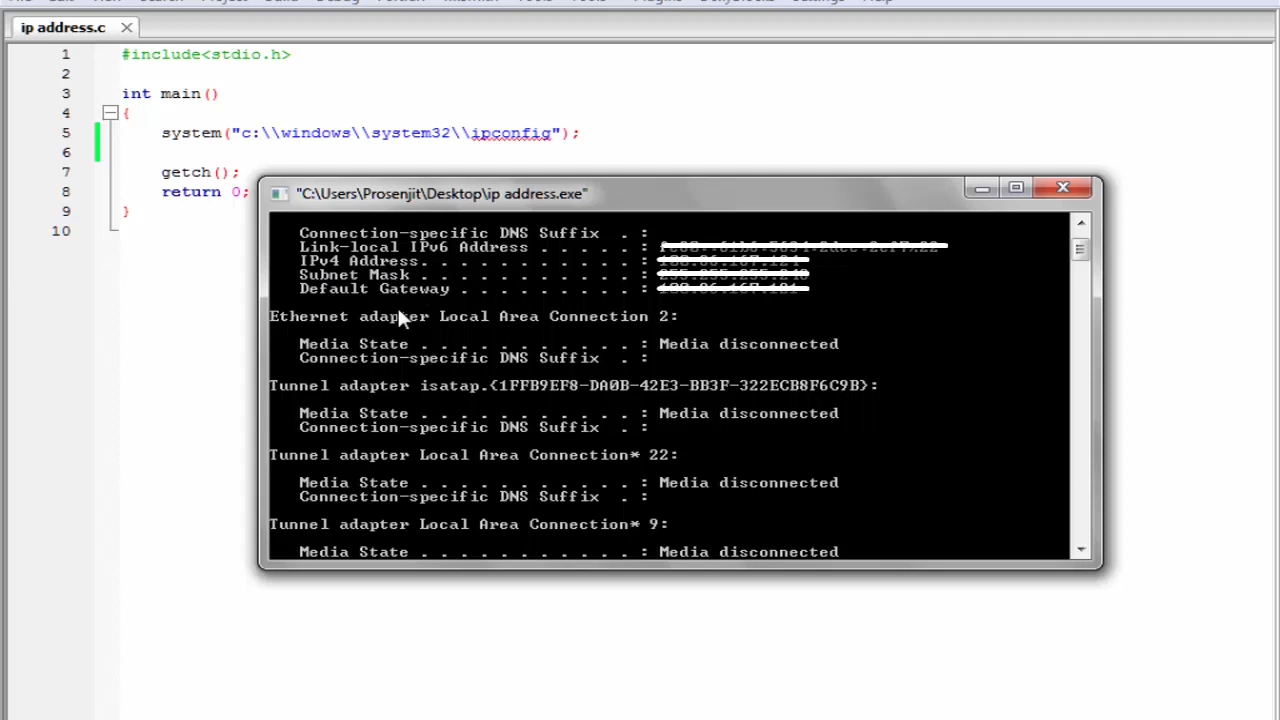 ip address.c
1 #include<stdio.h>
2
3 int main()
4 {
5 system("c:\\windows\\system32\\ipconfig");
6
7 getch();
8 return 0;
9 }
10
"C:\Users\Prosenjit\Desktop\ip address.exe"
Connection-specific DNS Suffix . :
Link-local IPv6 Address . . . . . :
IPv4 Address. . . . . . . . . . . :
Subnet Mask . . . . . . . . . . . :
Default Gateway . . . . . . . . . :
Ethernet adapter Local Area Connection 2:
Media State . . . . . . . . . . . : Media disconnected
Connection-specific DNS Suffix . :
Tunnel adapter isatap.{1FFB9EF8-DA0B-42E3-BB3F-322ECB8F6C9B}:
Media State . . . . . . . . . . . : Media disconnected
Connection-specific DNS Suffix . :
Tunnel adapter Local Area Connection* 22:
Media State . . . . . . . . . . . : Media disconnected
Connection-specific DNS Suffix . :
Tunnel adapter Local Area Connection* 9:
Media State . . . . . . . . . . . : Media disconnected